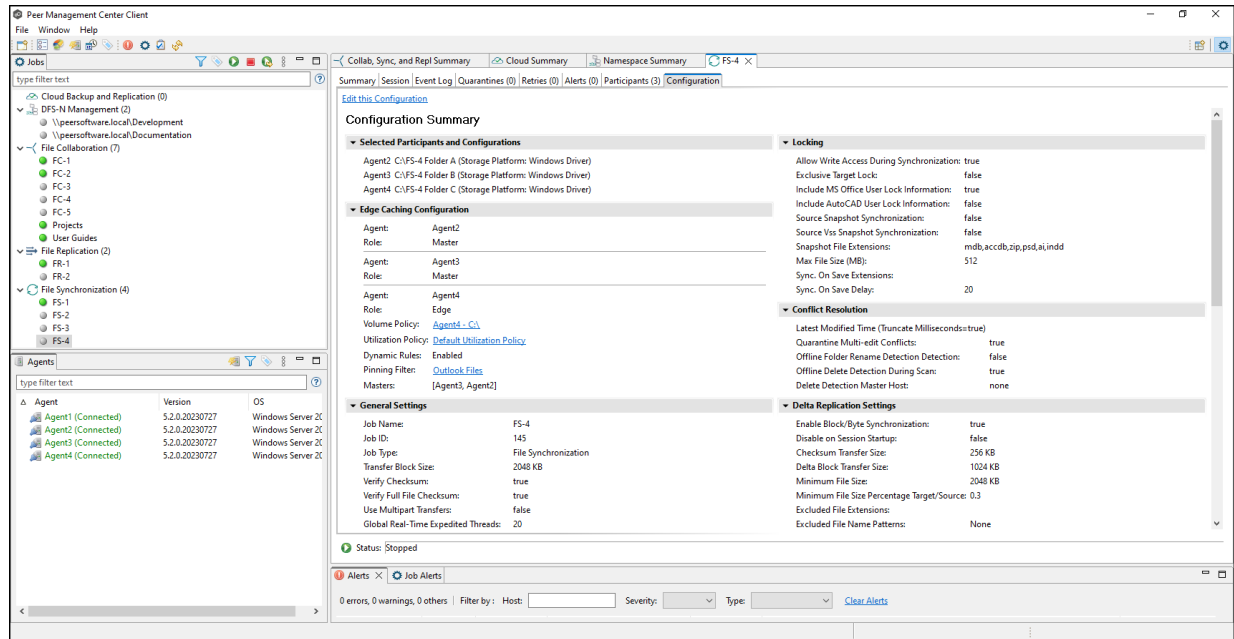 Peer Management Center Client
File Window Help
Jobs
type filter text
Cloud Backup and Replication (0)
DFS-N Management (2)
\\peersoftware.local\Development
\\peersoftware.local\Documentation
File Collaboration (7)
FC-1
FC-2
FC-3
FC-4
FC-5
Projects
User Guides
File Replication (2)
FR-1
FR-2
File Synchronization (4)
FS-1
FS-2
FS-3
FS-4
Agents
type filter text
Agent Version OS
Agent1 (Connected) 5.2.0.20230727 Windows Server 20
Agent2 (Connected) 5.2.0.20230727 Windows Server 20
Agent3 (Connected) 5.2.0.20230727 Windows Server 20
Agent4 (Connected) 5.2.0.20230727 Windows Server 20
Collab, Sync, and Repl Summary Cloud Summary Namespace Summary FS-4
Summary Session Event Log Quarantines (0) Retries (0) Alerts (0) Participants (3) Configuration
Edit this Configuration
Configuration Summary
Selected Participants and Configurations
Agent2 C:\FS-4 Folder A (Storage Platform: Windows Driver)
Agent3 C:\FS-4 Folder B (Storage Platform: Windows Driver)
Agent4 C:\FS-4 Folder C (Storage Platform: Windows Driver)
Edge Caching Configuration
Agent: Agent2
Role: Master
Agent: Agent3
Role: Master
Agent: Agent4
Role: Edge
Volume Policy: Agent4 - C:\
Utilization Policy: Default Utilization Policy
Dynamic Rules: Enabled
Pinning Filter: Outlook Files
Masters: [Agent3, Agent2]
General Settings
Job Name: FS-4
Job ID: 145
Job Type: File Synchronization
Transfer Block Size: 2048 KB
Verify Checksum: true
Verify Full File Checksum: true
Use Multipart Transfers: false
Global Real-Time Expedited Threads: 20
Locking
Allow Write Access During Synchronization: true
Exclusive Target Lock: false
Include MS Office User Lock Information: true
Include AutoCAD User Lock Information: false
Source Snapshot Synchronization: false
Source Vss Snapshot Synchronization: false
Snapshot File Extensions: mdb,accdb,zip,psd,ai,indd
Max File Size (MB): 512
Sync. On Save Extensions:
Sync. On Save Delay: 20
Conflict Resolution
Latest Modified Time (Truncate Milliseconds=true)
Quarantine Multi-edit Conflicts: true
Offline Folder Rename Detection Detection: false
Offline Delete Detection During Scan: true
Delete Detection Master Host: none
Delta Replication Settings
Enable Block/Byte Synchronization: true
Disable on Session Startup: false
Checksum Transfer Size: 256 KB
Delta Block Transfer Size: 1024 KB
Minimum File Size: 2048 KB
Minimum File Size Percentage Target/Source: 0.3
Excluded File Extensions:
Excluded File Name Patterns: None
Status: Stopped
Alerts Job Alerts
0 errors, 0 warnings, 0 others Filter by : Host: Severity: Type: Clear Alerts